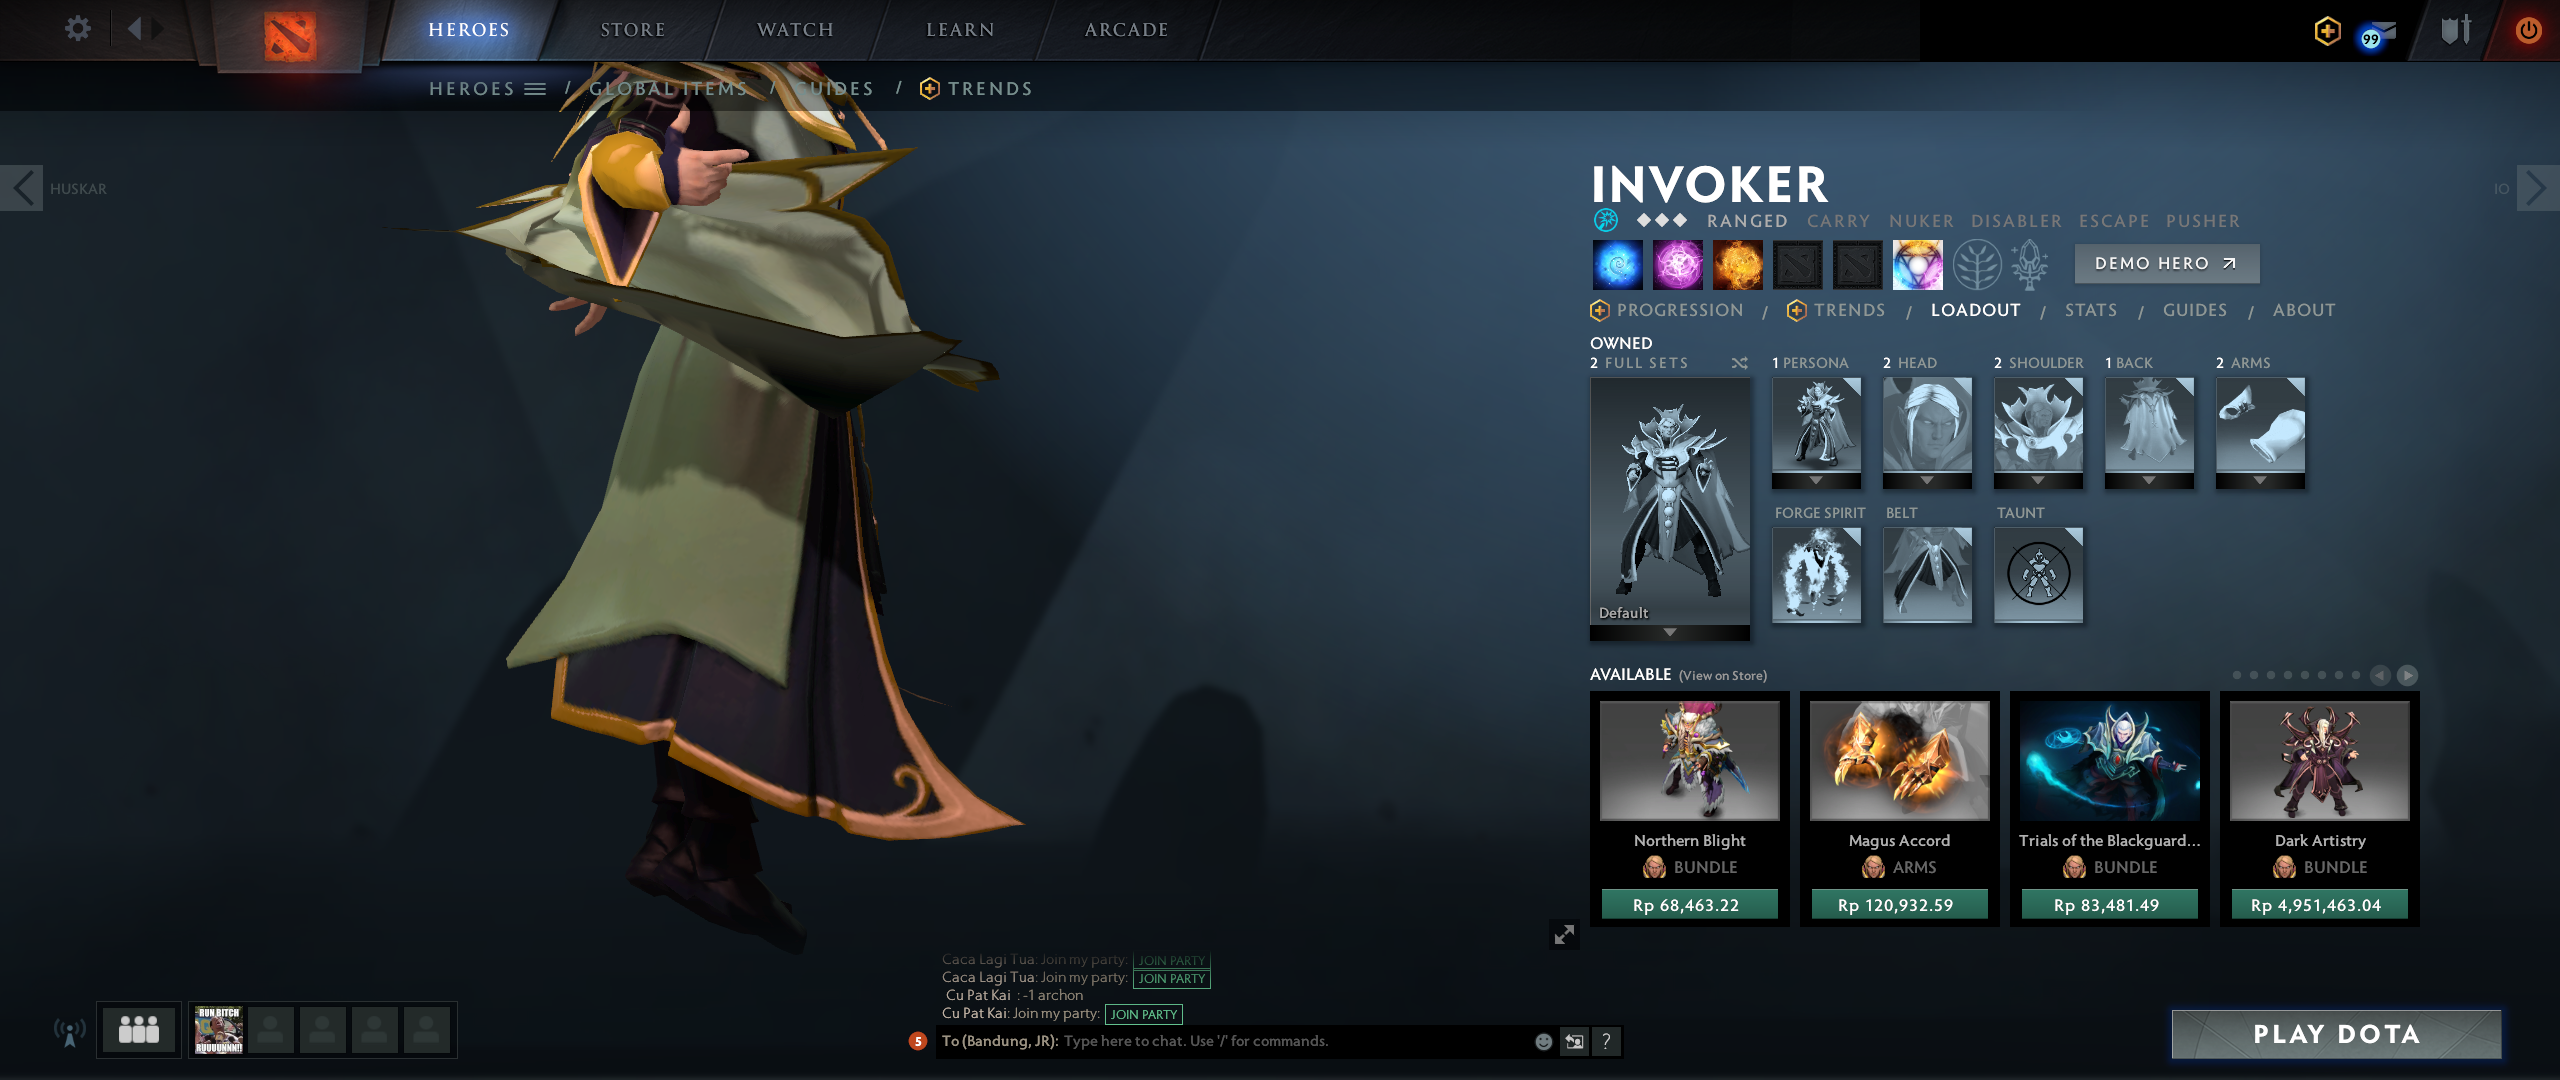 HEROES STORE WATCH LEARN ARCADE
99
HEROES / GLOBAL ITEMS / GUIDES / TRENDS
HUSKAR
IO
INVOKER
RANGED CARRY NUKER DISABLER ESCAPE PUSHER
DEMO HERO
PROGRESSION / TRENDS / LOADOUT / STATS / GUIDES / ABOUT
OWNED
2 FULL SETS 1 PERSONA 2 HEAD 2 SHOULDER 1 BACK 2 ARMS
FORGE SPIRIT BELT TAUNT
Default
AVAILABLE (View on Store)
Northern Blight Magus Accord Trials of the Blackguard... Dark Artistry
BUNDLE ARMS BUNDLE BUNDLE
Rp 68,463.22 Rp 120,932.59 Rp 83,481.49 Rp 4,951,463.04
Caca Lagi Tua: Join my party: JOIN PARTY
Caca Lagi Tua: Join my party: JOIN PARTY
Cu Pat Kai : -1 archon
Cu Pat Kai: Join my party: JOIN PARTY
5 To (Bandung, JR): Type here to chat. Use '/' for commands. ?
RUN BITCH
RUUUUNNN!!
PLAY DOTA